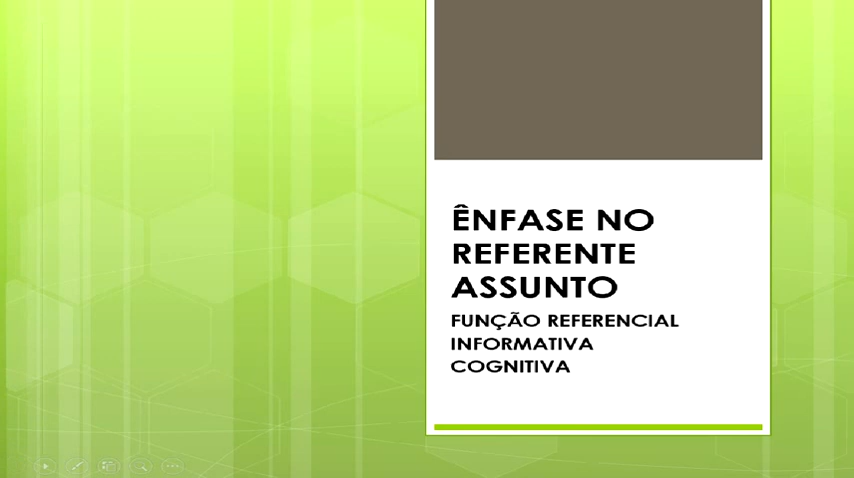 ÊNFASE NO
REFERENTE
ASSUNTO
FUNÇÃO REFERENCIAL
INFORMATIVA
COGNITIVA